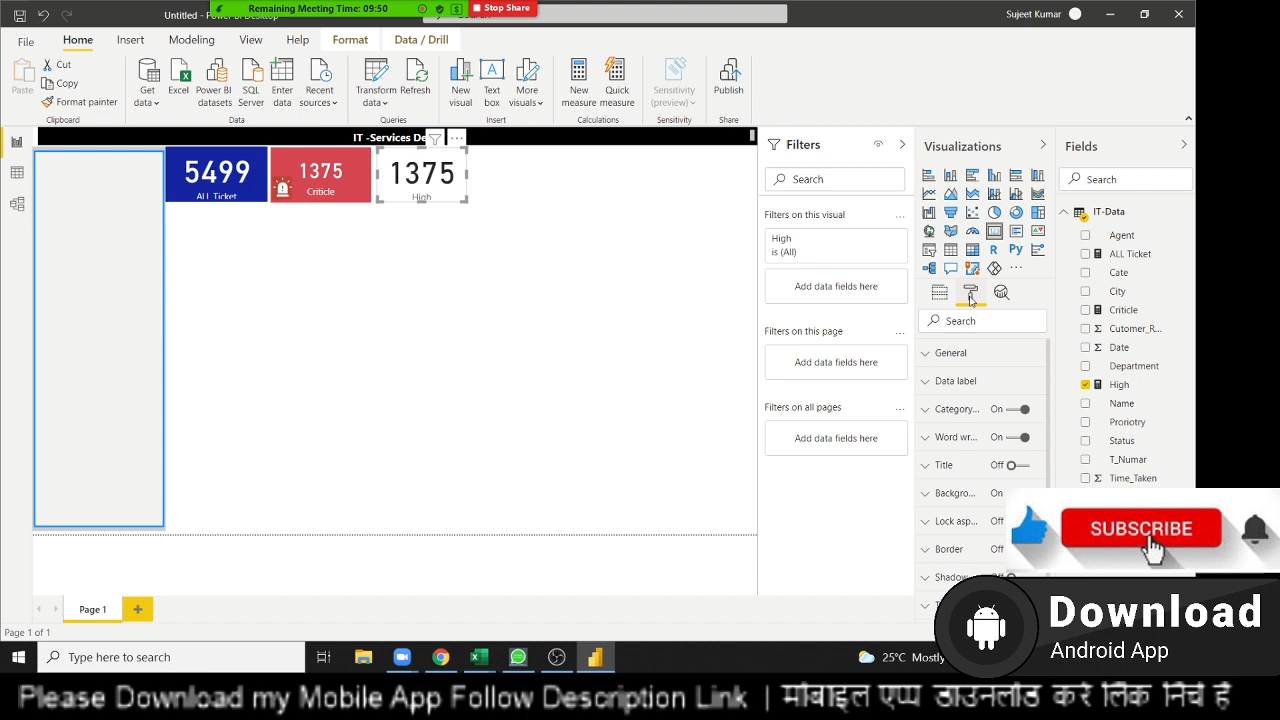 Untitled - Power BI Desktop
Remaining Meeting Time: 09:50
Stop Share
Sujeet Kumar
File
Home
Insert
Modeling
View
Help
Format
Data / Drill
Paste
Cut
Copy
Format painter
Clipboard
Get data
Excel
Power BI datasets
SQL Server
Enter data
Recent sources
Data
Transform data
Refresh
Queries
New visual
Text box
More visuals
Insert
New measure
Quick measure
Calculations
Sensitivity (preview)
Sensitivity
Publish
Share
IT -Services De
5499
ALL Ticket
1375
Criticle
1375
High
Filters
Search
Filters on this visual
High
is (All)
Add data fields here
Filters on this page
Add data fields here
Filters on all pages
Add data fields here
Visualizations
R
Py
Search
General
Data label
Category... On
Word wr... On
Title Off
Backgro... On
Lock asp... Off
Border Off
Shadow
Fields
Search
IT-Data
Agent
ALL Ticket
Cate
City
Criticle
Cutomer_R...
Date
Department
High
Name
Proriotry
Status
T_Numar
Time_Taken
SUBSCRIBE
Download
Android App
Page 1
Page 1 of 1
Type here to search
25°C Mostly
Please Download my Mobile App Follow Description Link | मोबाइल एप्प डाउनलोड करे लिंक निचे है